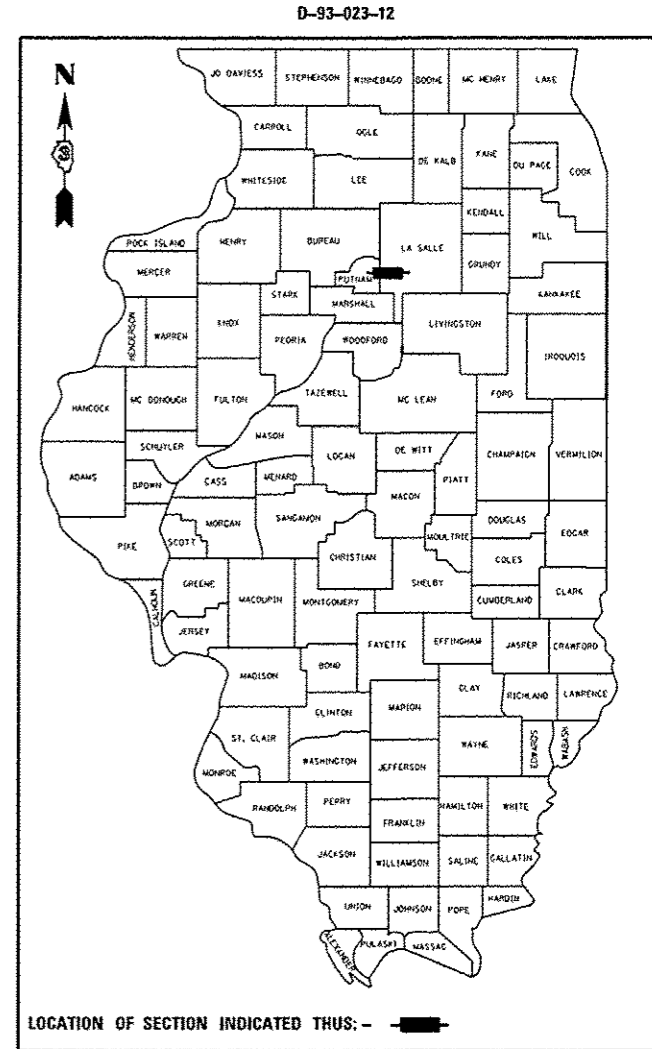 D-93-023-12
N
JO DAVIESS STEPHENSON WINNEBAGO BOONE MC HENRY LAKE
CARROLL OGLE DE KALB KANE DU PAGE COOK
WHITESIDE LEE
KENDALL WILL
ROCK ISLAND HENRY BUREAU LA SALLE GRUNDY
MERCER PUTNAM KANKAKEE
STARK MARSHALL
HENDERSON WARREN KNOX PEORIA WOODFORD LIVINGSTON IROQUOIS
HANCOCK MC DONOUGH FULTON TAZEWELL MC LEAN FORD
SCHUYLER MASON LOGAN DE WITT CHAMPAIGN VERMILION
ADAMS BROWN CASS MENARD MACON PIATT
PIKE SCOTT MORGAN SANGAMON CHRISTIAN MOULTRIE DOUGLAS EDGAR
COLES
CALHOUN GREENE MACOUPIN MONTGOMERY SHELBY CUMBERLAND CLARK
JERSEY FAYETTE EFFINGHAM JASPER CRAWFORD
MADISON BOND CLAY RICHLAND LAWRENCE
CLINTON MARION
ST. CLAIR WASHINGTON JEFFERSON WAYNE EDWARDS WABASH
MONROE
RANDOLPH PERRY FRANKLIN HAMILTON WHITE
JACKSON WILLIAMSON SALINE GALLATIN
UNION JOHNSON POPE HARDIN
ALEXANDER PULASKI MASSAC
LOCATION OF SECTION INDICATED THUS: -